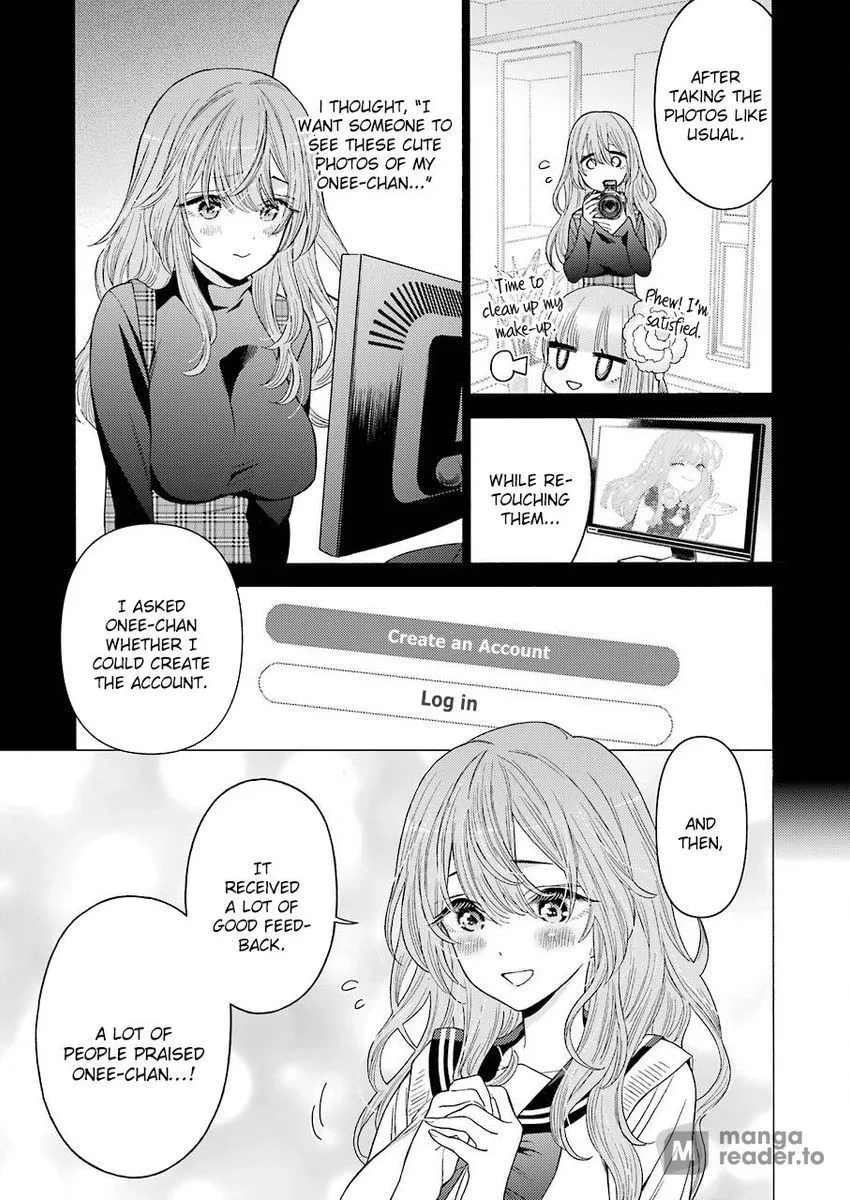 AFTER
TAKING THE
PHOTOS LIKE
USUAL.
Time to
clean up my
make-up.
Phew! I'm
satisfied.
I THOUGHT, "I
WANT SOMEONE TO
SEE THESE CUTE
PHOTOS OF MY
ONEE-CHAN..."
WHILE RE-
TOUCHING
THEM...
I ASKED
ONEE-CHAN
WHETHER I
COULD CREATE
THE ACCOUNT.
Create an Account
Log in
AND
THEN,
IT
RECEIVED
A LOT OF
GOOD FEED-
BACK.
A LOT OF
PEOPLE PRAISED
ONEE-CHAN...!
M manga
reader.to